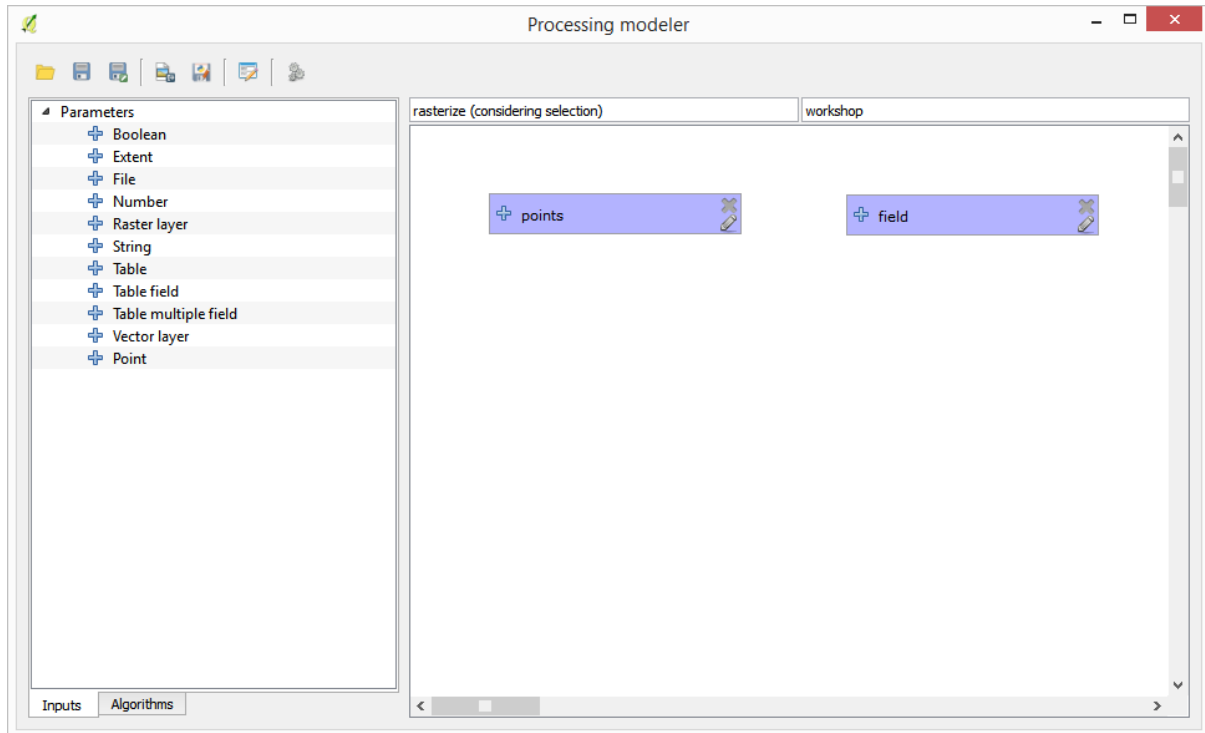 Processing modeler
Parameters
Boolean
Extent
File
Number
Raster layer
String
Table
Table field
Table multiple field
Vector layer
Point
Inputs Algorithms
rasterize (considering selection) workshop
points field